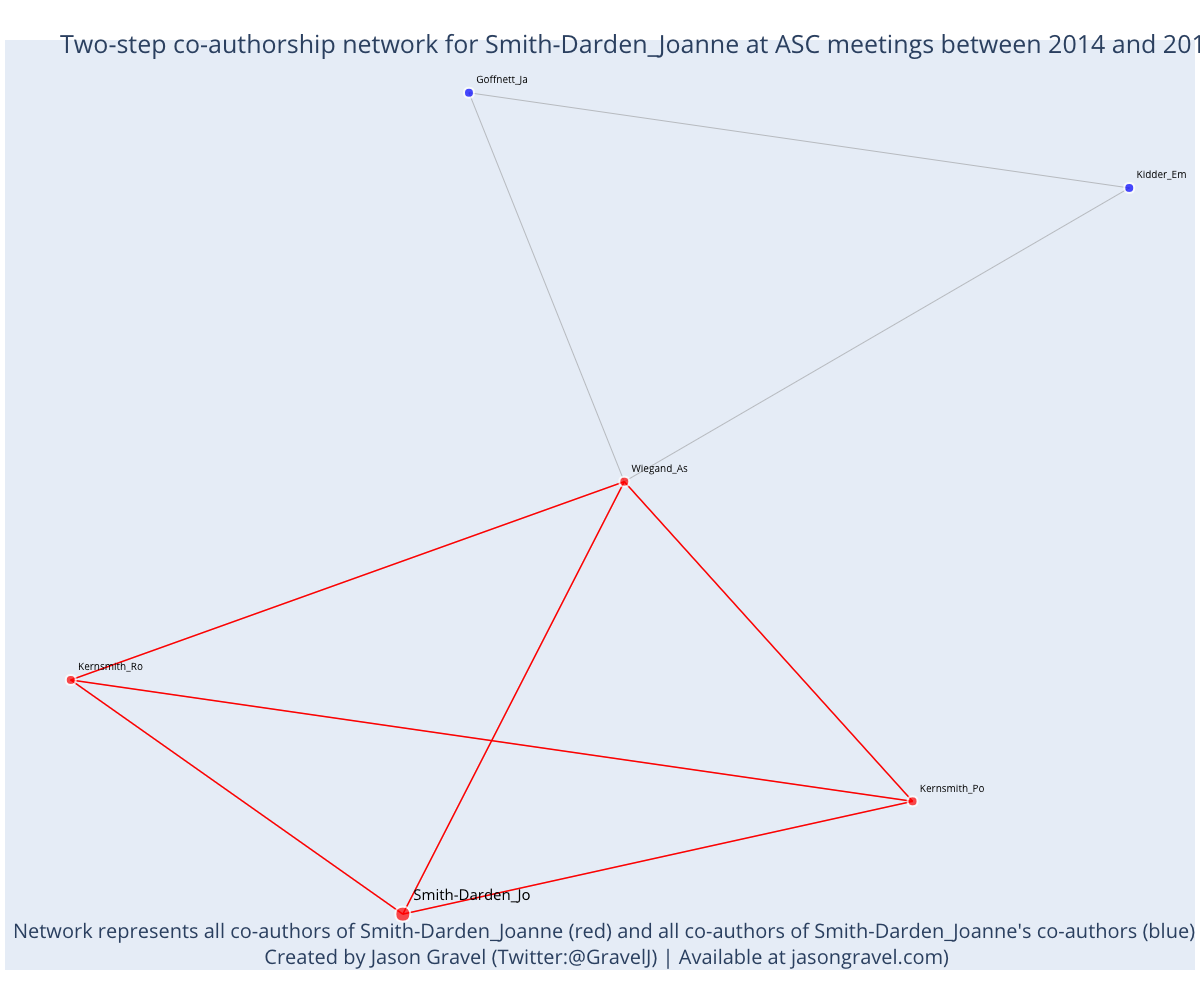 Two-step co-authorship network for Smith-Darden_Joanne at ASC meetings between 2014 and 201
Goffnett_Ja
Kidder_Em
Wiegand_As
Kernsmith_Ro
Kernsmith_Po
Smith-Darden_Jo
Network represents all co-authors of Smith-Darden_Joanne (red) and all co-authors of Smith-Darden_Joanne's co-authors (blue)
Created by Jason Gravel (Twitter:@GravelJ) | Available at jasongravel.com)